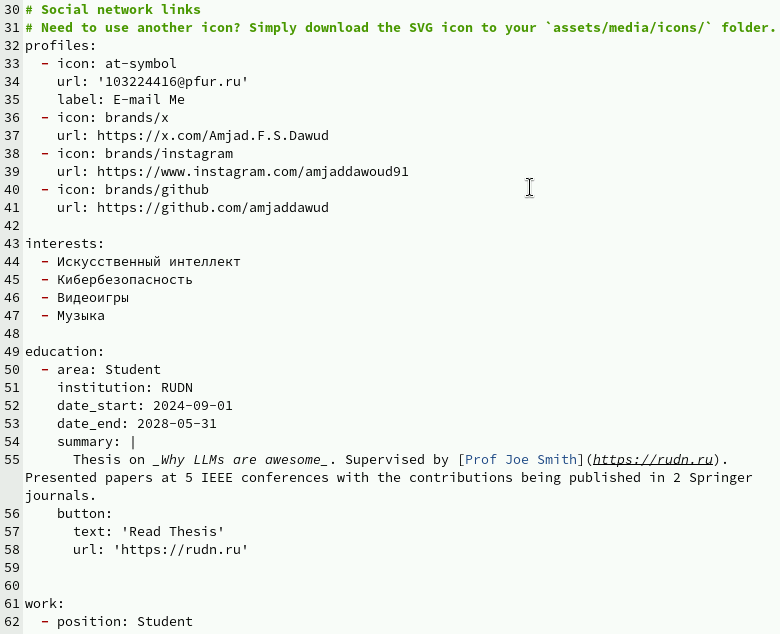 30 # Social network links
31 # Need to use another icon? Simply download the SVG icon to your `assets/media/icons/` folder.
32 profiles:
33   - icon: at-symbol
34     url: '103224416@pfur.ru'
35     label: E-mail Me
36   - icon: brands/x
37     url: https://x.com/Amjad.F.S.Dawud
38   - icon: brands/instagram
39     url: https://www.instagram.com/amjaddawoud91
40   - icon: brands/github
41     url: https://github.com/amjaddawud
42
43 interests:
44   - Искусственный интеллект
45   - Кибербезопасность
46   - Видеоигры
47   - Музыка
48
49 education:
50   - area: Student
51     institution: RUDN
52     date_start: 2024-09-01
53     date_end: 2028-05-31
54     summary: |
55       Thesis on _Why LLMs are awesome_. Supervised by [Prof Joe Smith](https://rudn.ru).
Presented papers at 5 IEEE conferences with the contributions being published in 2 Springer
journals.
56     button:
57       text: 'Read Thesis'
58       url: 'https://rudn.ru'
59
60
61 work:
62   - position: Student